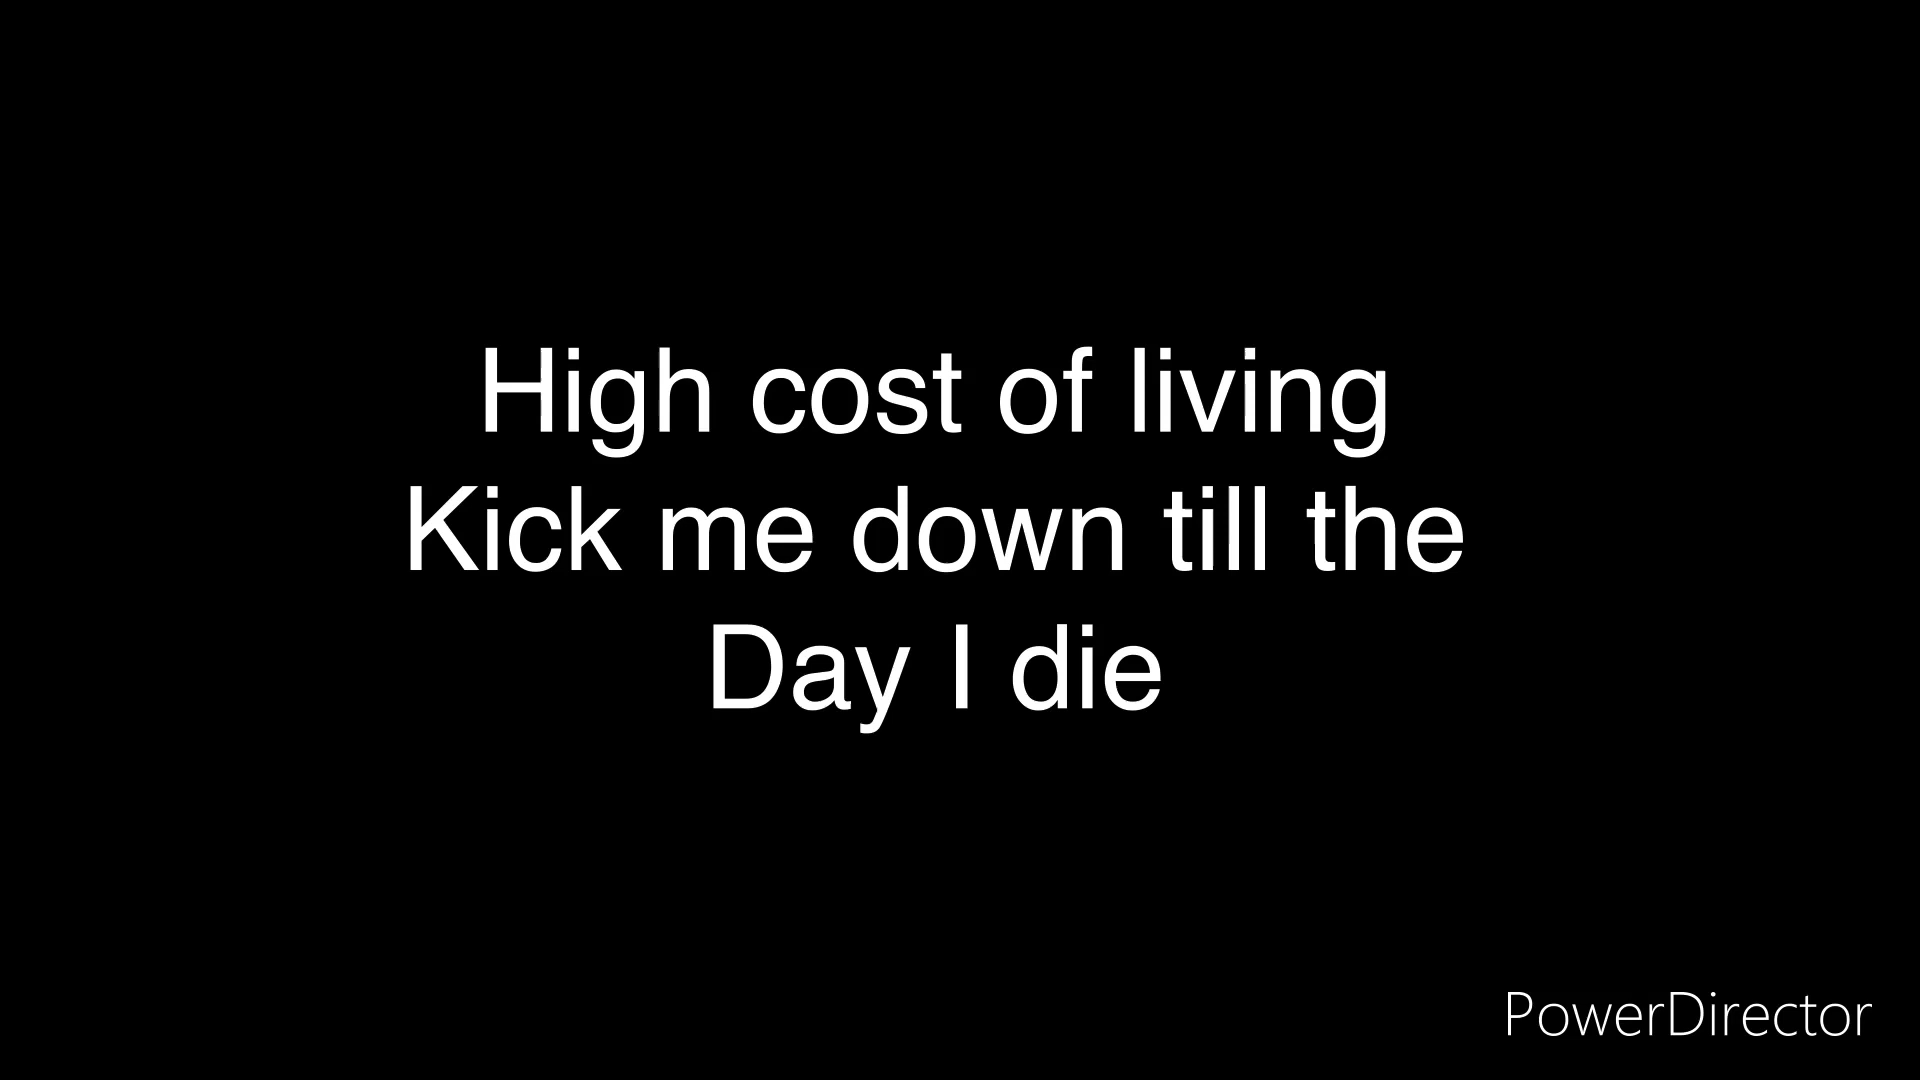 High cost of living
Kick me down till the
Day I die
PowerDirector